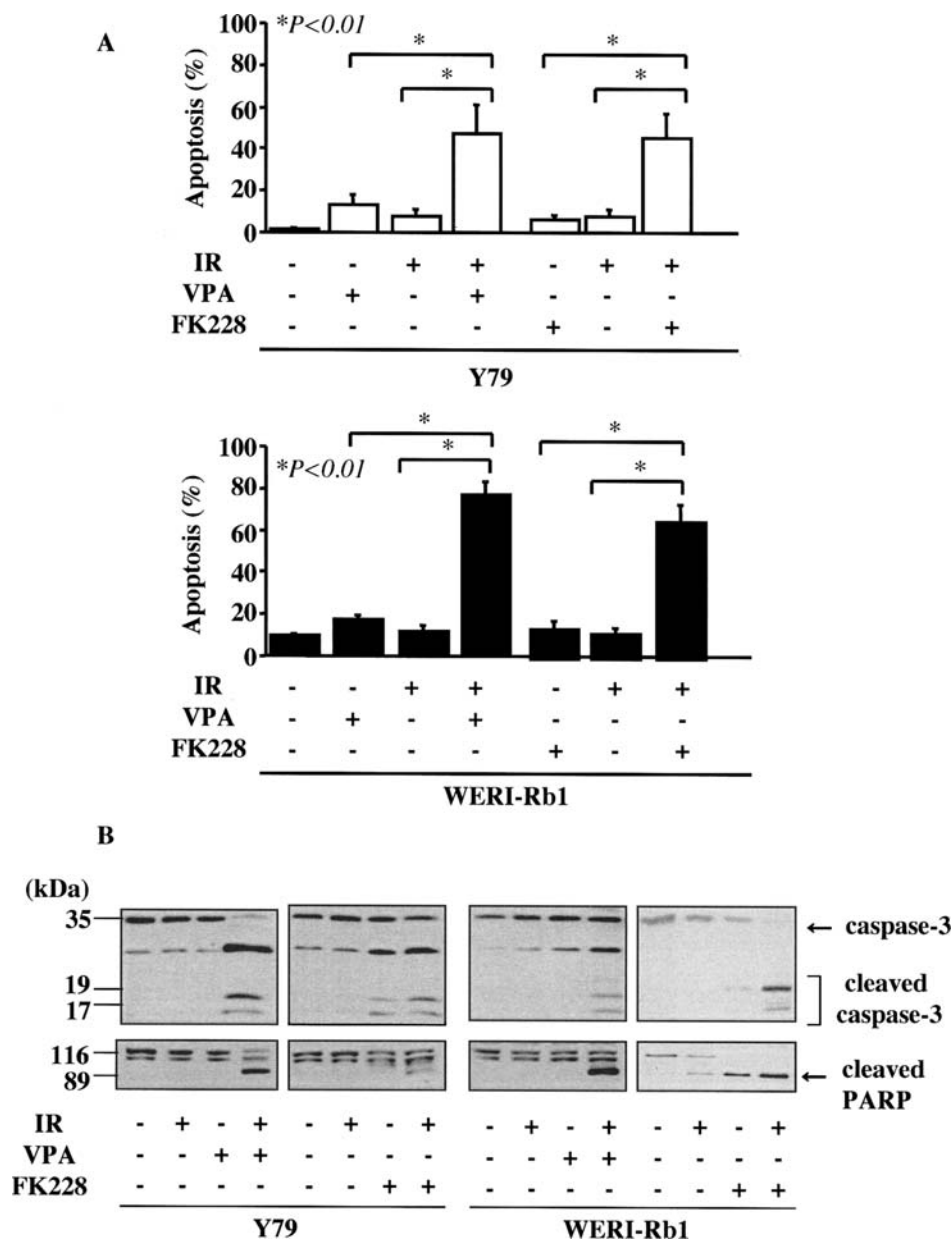 A
*P<0.01
Apoptosis (%)
100
80
60
40
20
0
*
*
*
*
IR - - + + - + +
VPA - + - + - - -
FK228 - - - - + - +
Y79
*P<0.01
Apoptosis (%)
100
80
60
40
20
0
*
*
*
*
IR - - + + - + +
VPA - + - + - - -
FK228 - - - - + - +
WERI-Rb1
B
(kDa)
35
19
17
116
89
← caspase-3
cleaved
caspase-3
← cleaved
PARP
IR - + - + - + - + - + - + - + - +
VPA - - + + - - - - - - + + - - - -
FK228 - - - - - - + + - - - - - - + +
Y79 WERI-Rb1